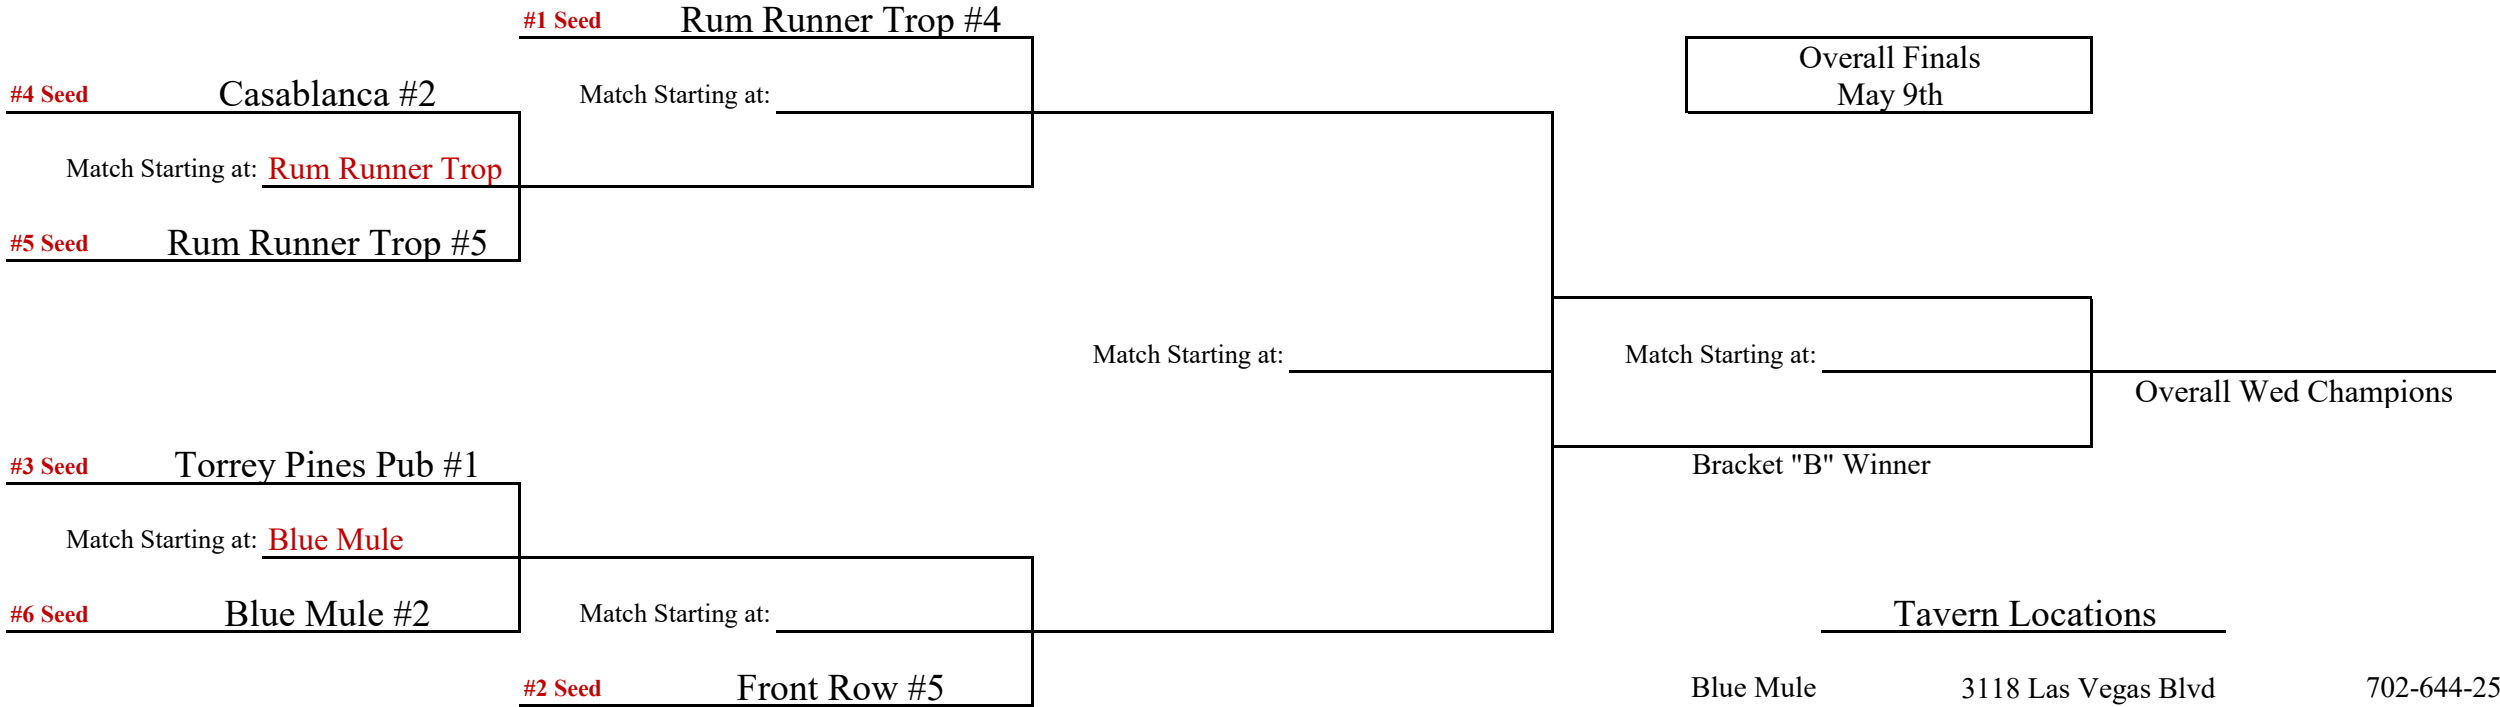 #1 Seed Rum Runner Trop #4
Overall Finals
May 9th
#4 Seed Casablanca #2
Match Starting at:
Match Starting at: Rum Runner Trop
#5 Seed Rum Runner Trop #5
Match Starting at:
Match Starting at:
Overall Wed Champions
#3 Seed Torrey Pines Pub #1
Bracket "B" Winner
Match Starting at: Blue Mule
#6 Seed Blue Mule #2
Match Starting at:
Tavern Locations
#2 Seed Front Row #5
Blue Mule 3118 Las Vegas Blvd 702-644-25